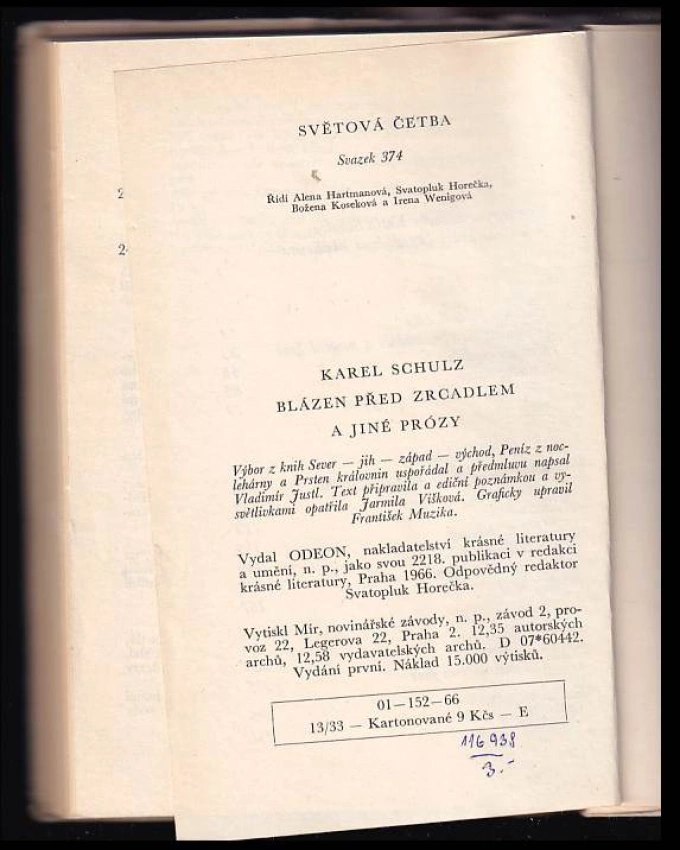 SVĚTOVÁ ČETBA
Svazek 374
Řídí Alena Hartmanová, Svatopluk Horečka,
Božena Koseková a Irena Wenigová
2
2
KAREL SCHULZ
BLÁZEN PŘED ZRCADLEM
A JINÉ PRÓZY
Výbor z knih Sever — jih — západ — východ, Peníz z noc-
lehárny a Prsten královnin uspořádal a předmluvu napsal
Vladimír Justl. Text připravila a ediční poznámkou a vy-
světlivkami opatřila Jarmila Víšková. Graficky upravil
František Muzika.
Vydal ODEON, nakladatelství krásné literatury
a umění, n. p., jako svou 2218. publikaci v redakci
krásné literatury, Praha 1966. Odpovědný redaktor
Svatopluk Horečka.
Vytiskl Mír, novinářské závody, n. p., závod 2, pro-
voz 22, Legerova 22, Praha 2. 12,35 autorských
archů, 12,58 vydavatelských archů. D 07*60442.
Vydání první. Náklad 15.000 výtisků.
01—152—66
13/33 — Kartonované 9 Kčs — E
116 938
3.-